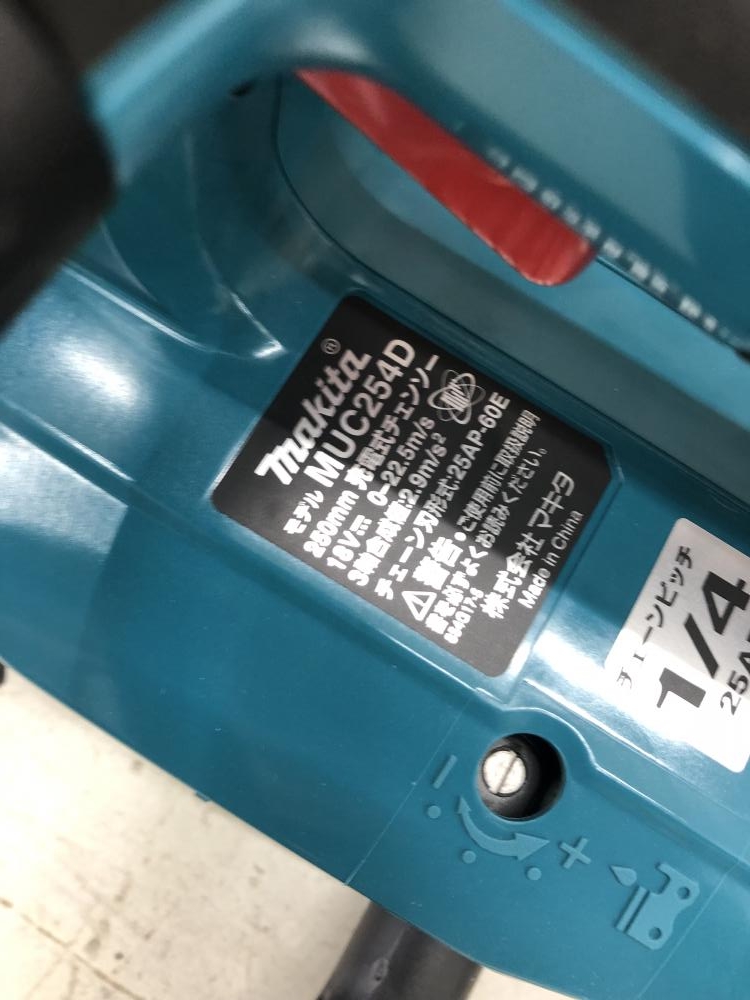 makita®
モデル MUC254D
250mm 充電式チェンソー
18V⎓ 0-22.5m/s
3軸合成値:2.9m/s²
チェーン刃形式:25AP-60E
⚠警告・ご使用前に取扱説明
書を必ずよくお読みください。
株式会社 マキタ
Made in China
チェーンピッチ
1/4
25A
- +